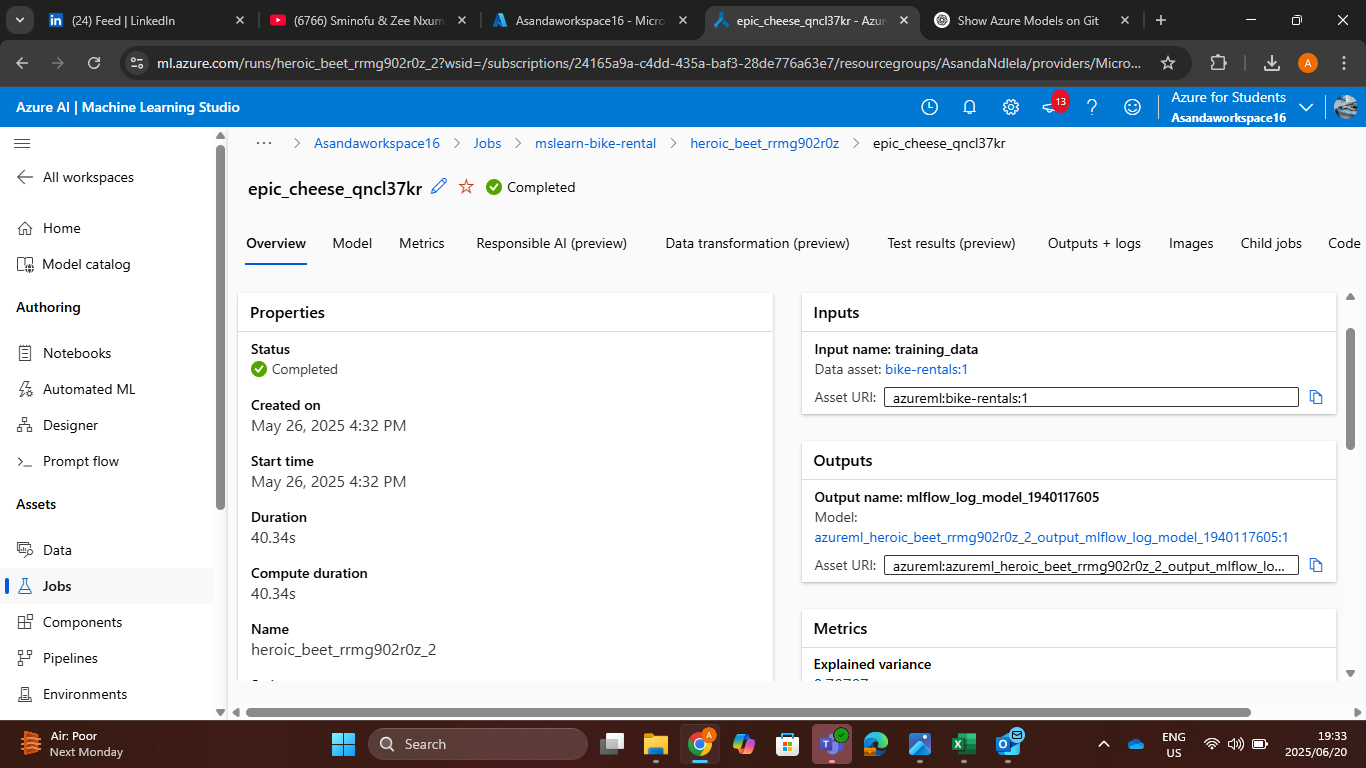 (24) Feed | LinkedIn
(6766) Sminofu & Zee Nxum
Asandaworkspace16 - Micro
epic_cheese_qncl37kr - Azur
Show Azure Models on Git
ml.azure.com/runs/heroic_beet_rrmg902r0z_2?wsid=/subscriptions/24165a9a-c4dd-435a-baf3-28de776a63e7/resourcegroups/AsandaNdlela/providers/Micro...
A
Azure AI | Machine Learning Studio
13
Azure for Students
Asandaworkspace16
All workspaces
Home
Model catalog
Authoring
Notebooks
Automated ML
Designer
Prompt flow
Assets
Data
Jobs
Components
Pipelines
Environments
... > Asandaworkspace16 > Jobs > mslearn-bike-rental > heroic_beet_rrmg902r0z > epic_cheese_qncl37kr
epic_cheese_qncl37kr Completed
Overview Model Metrics Responsible AI (preview) Data transformation (preview) Test results (preview) Outputs + logs Images Child jobs Code
Properties
Status
Completed
Created on
May 26, 2025 4:32 PM
Start time
May 26, 2025 4:32 PM
Duration
40.34s
Compute duration
40.34s
Name
heroic_beet_rrmg902r0z_2
Inputs
Input name: training_data
Data asset: bike-rentals:1
Asset URI: azureml:bike-rentals:1
Outputs
Output name: mlflow_log_model_1940117605
Model:
azureml_heroic_beet_rrmg902r0z_2_output_mlflow_log_model_1940117605:1
Asset URI: azureml:azureml_heroic_beet_rrmg902r0z_2_output_mlflow_lo...
Metrics
Explained variance
Air: Poor
Next Monday
Search
A
ENG
US
19:33
2025/06/20